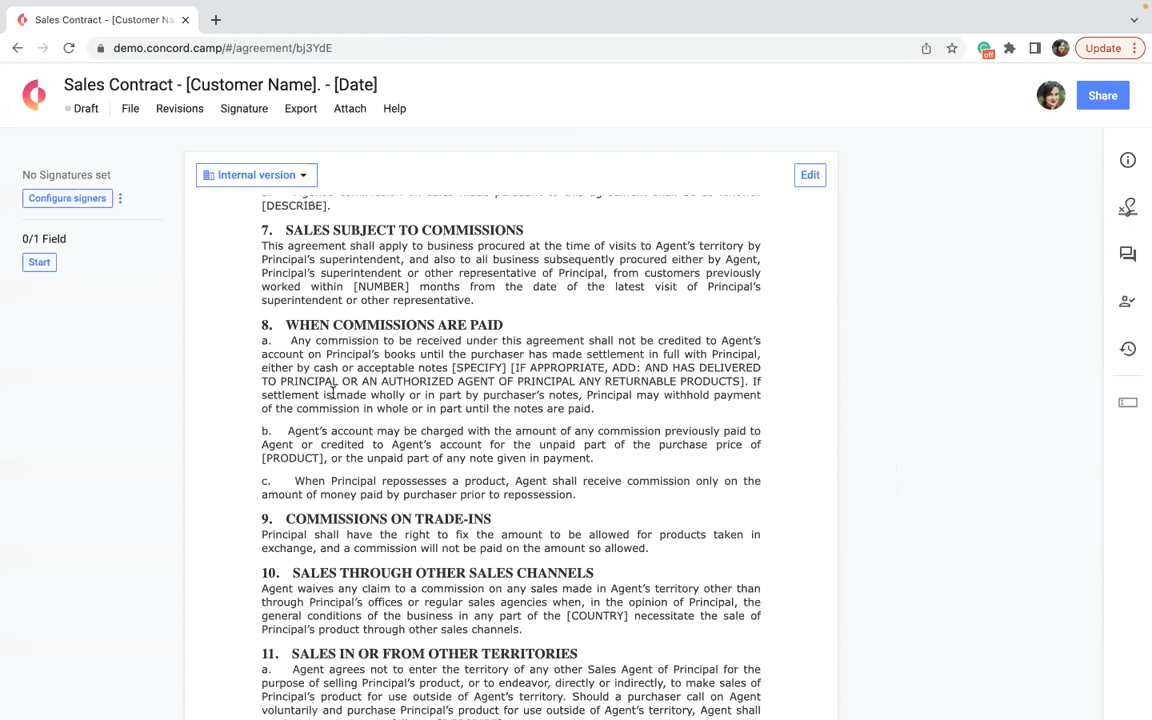 Sales Contract - [Customer Na
demo.concord.camp/#/agreement/bj3YdE
off
Update
Sales Contract - [Customer Name]. - [Date]
Draft File Revisions Signature Export Attach Help
Share
No Signatures set
Configure signers
0/1 Field
Start
Internal version
Edit
[DESCRIBE].
7. SALES SUBJECT TO COMMISSIONS
This agreement shall apply to business procured at the time of visits to Agent's territory by
Principal's superintendent, and also to all business subsequently procured either by Agent,
Principal's superintendent or other representative of Principal, from customers previously
worked within [NUMBER] months from the date of the latest visit of Principal's
superintendent or other representative.
8. WHEN COMMISSIONS ARE PAID
a. Any commission to be received under this agreement shall not be credited to Agent's
account on Principal's books until the purchaser has made settlement in full with Principal,
either by cash or acceptable notes [SPECIFY] [IF APPROPRIATE, ADD: AND HAS DELIVERED
TO PRINCIPAL OR AN AUTHORIZED AGENT OF PRINCIPAL ANY RETURNABLE PRODUCTS]. If
settlement is made wholly or in part by purchaser's notes, Principal may withhold payment
of the commission in whole or in part until the notes are paid.
b. Agent's account may be charged with the amount of any commission previously paid to
Agent or credited to Agent's account for the unpaid part of the purchase price of
[PRODUCT], or the unpaid part of any note given in payment.
c. When Principal repossesses a product, Agent shall receive commission only on the
amount of money paid by purchaser prior to repossession.
9. COMMISSIONS ON TRADE-INS
Principal shall have the right to fix the amount to be allowed for products taken in
exchange, and a commission will not be paid on the amount so allowed.
10. SALES THROUGH OTHER SALES CHANNELS
Agent waives any claim to a commission on any sales made in Agent's territory other than
through Principal's offices or regular sales agencies when, in the opinion of Principal, the
general conditions of the business in any part of the [COUNTRY] necessitate the sale of
Principal's product through other sales channels.
11. SALES IN OR FROM OTHER TERRITORIES
a. Agent agrees not to enter the territory of any other Sales Agent of Principal for the
purpose of selling Principal's product, or to endeavor, directly or indirectly, to make sales of
Principal's product for use outside of Agent's territory. Should a purchaser call on Agent
voluntarily and purchase Principal's product for use outside of Agent's territory, Agent shall